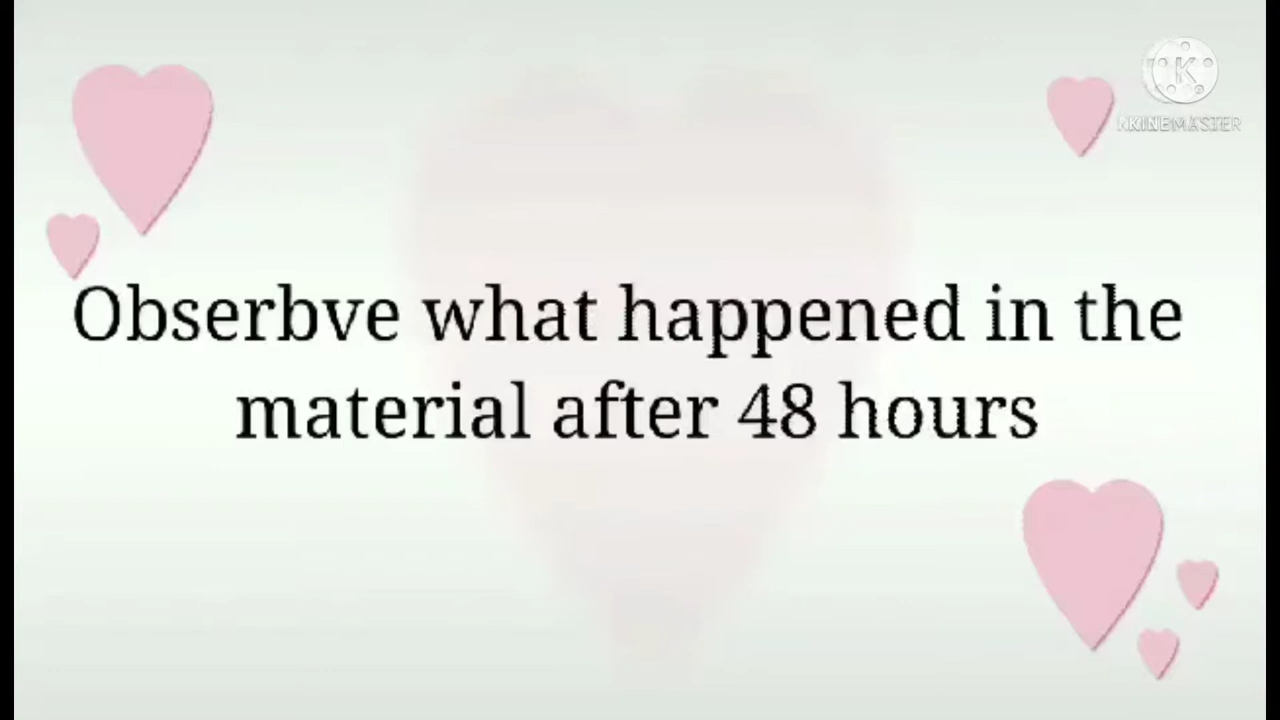 KINEMASTER
Obserbve what happened in the
material after 48 hours